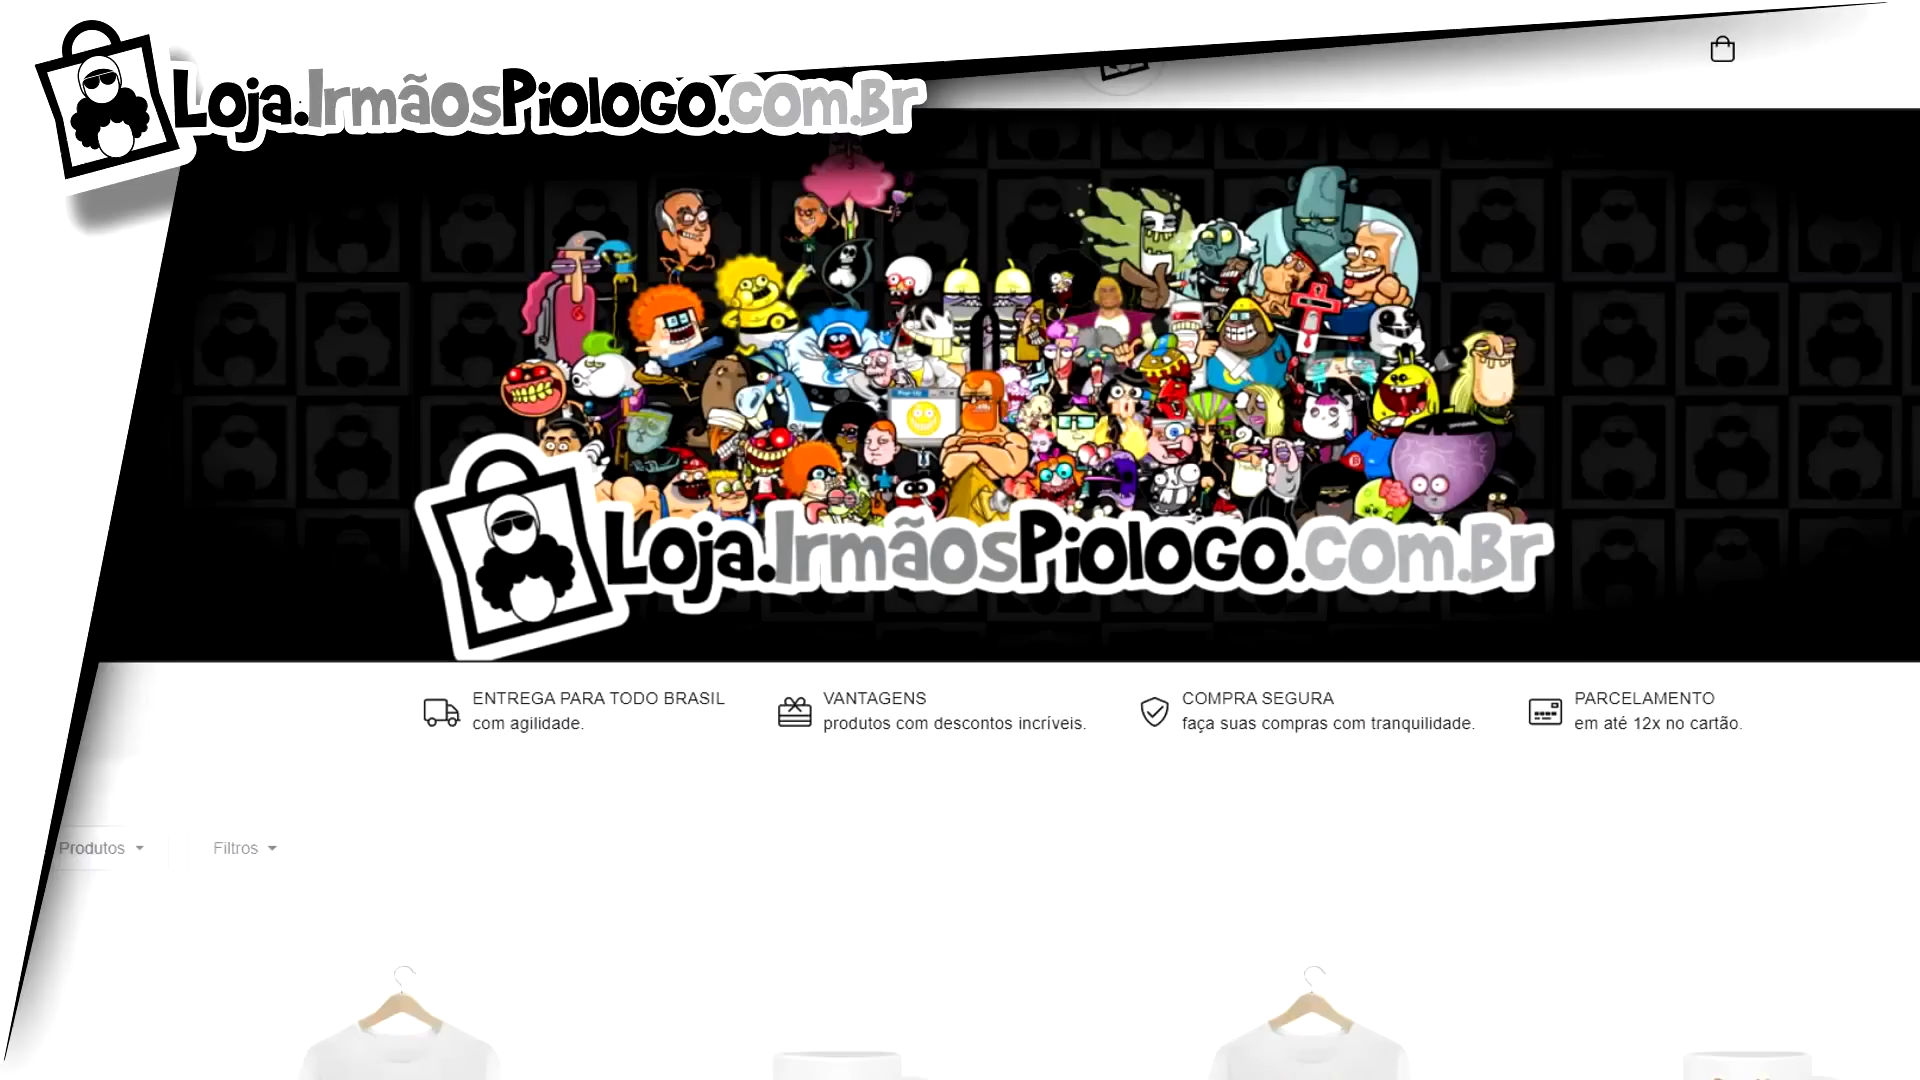 Loja.IrmãosPiologo.com.Br
Loja.IrmãosPiologo.com.Br
ENTREGA PARA TODO BRASIL
com agilidade.
VANTAGENS
produtos com descontos incríveis.
COMPRA SEGURA
faça suas compras com tranquilidade.
PARCELAMENTO
em até 12x no cartão.
Produtos
Filtros